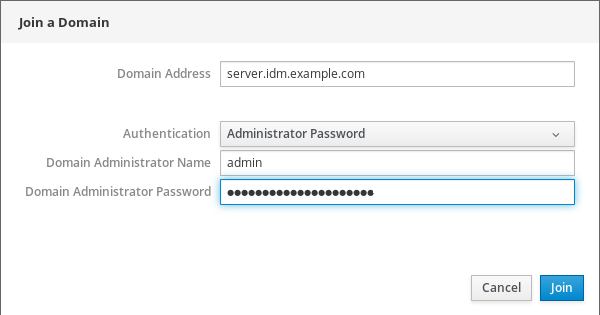 Join a Domain
Domain Address server.idm.example.com
Authentication Administrator Password
Domain Administrator Name admin
Domain Administrator Password ●●●●●●●●●●●●●●●●●●●●●
Cancel Join